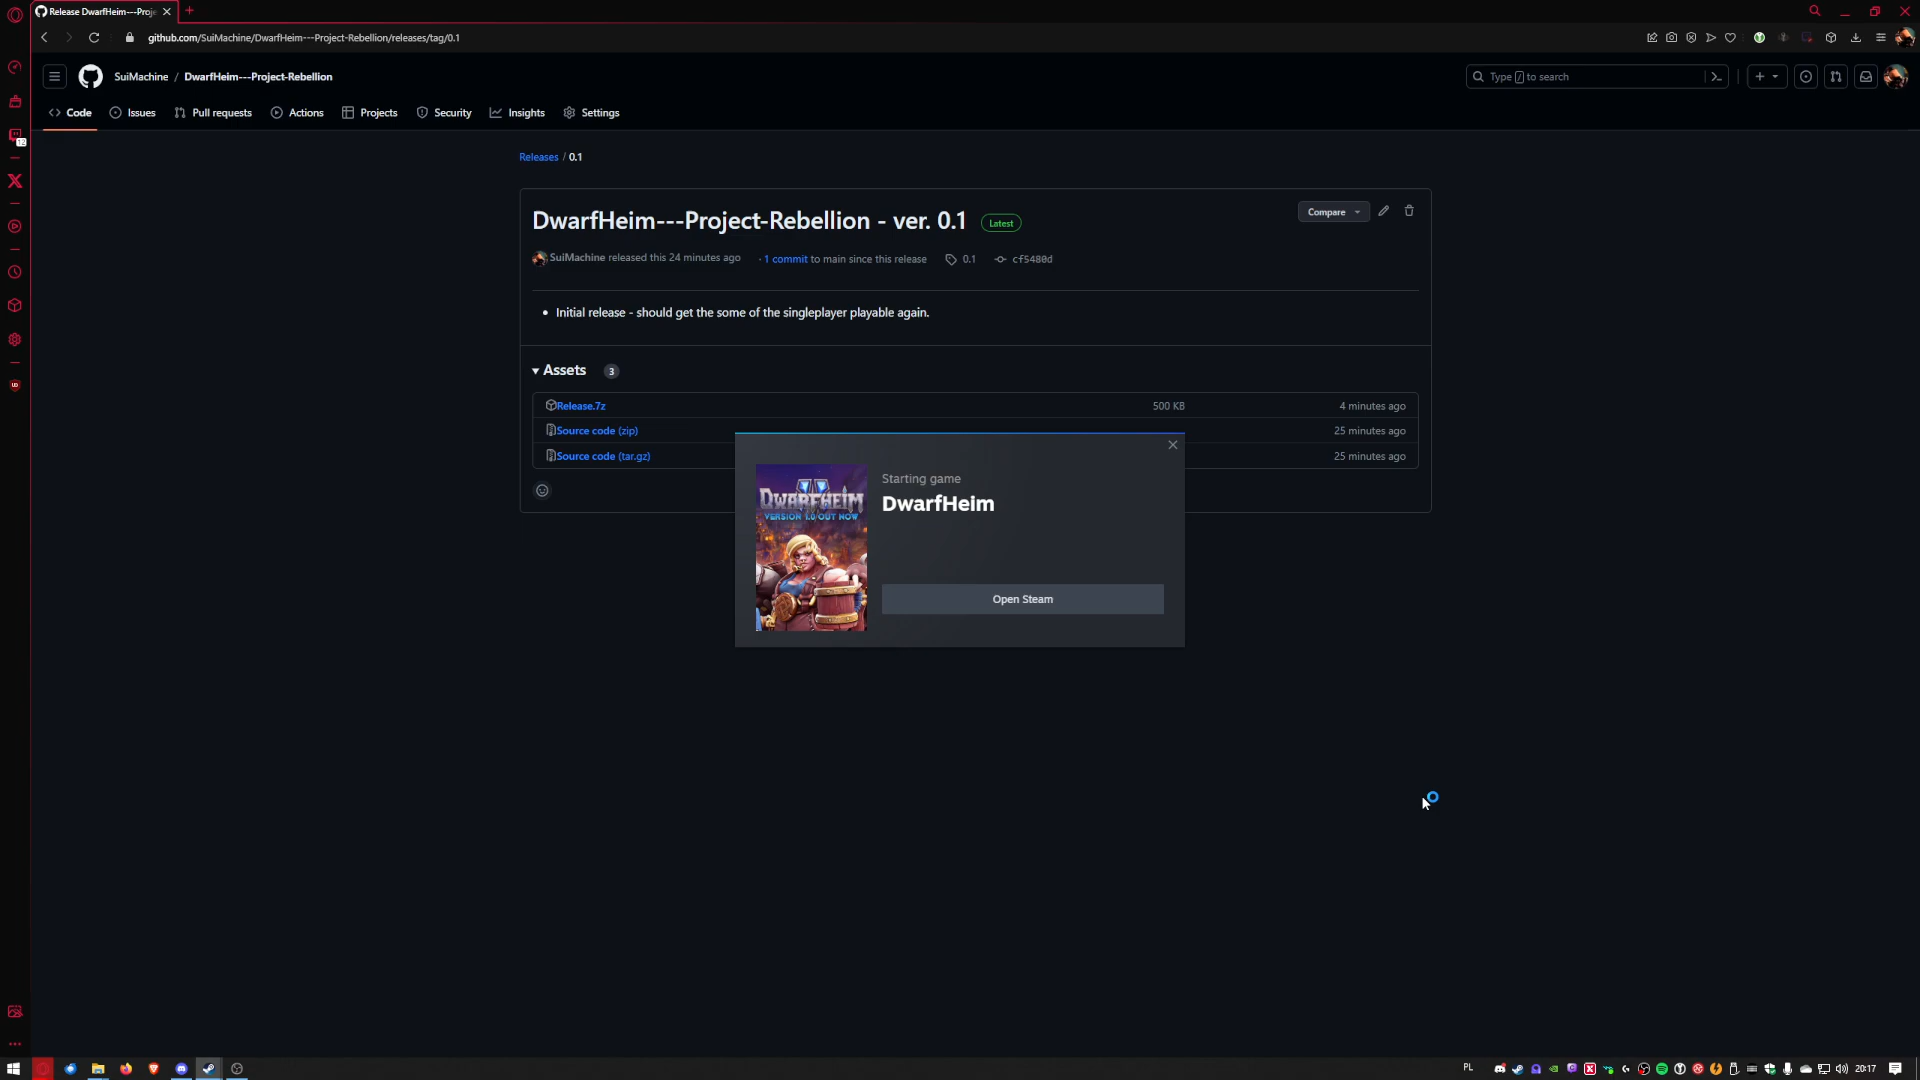 Release DwarfHeim---Proje
github.com/SuiMachine/DwarfHeim---Project-Rebellion/releases/tag/0.1
SuiMachine / DwarfHeim---Project-Rebellion
Type / to search
Code
Issues
Pull requests
Actions
Projects
Security
Insights
Settings
12
Releases / 0.1
DwarfHeim---Project-Rebellion - ver. 0.1
Latest
Compare
SuiMachine released this 24 minutes ago
· 1 commit to main since this release
0.1
cf5480d
Initial release - should get the some of the singleplayer playable again.
Assets 3
Release.7z
500 KB
4 minutes ago
Source code (zip)
25 minutes ago
Source code (tar.gz)
25 minutes ago
DWARFHEIM
VERSION 1.0 OUT NOW
Starting game
DwarfHeim
Open Steam
PL
20:17